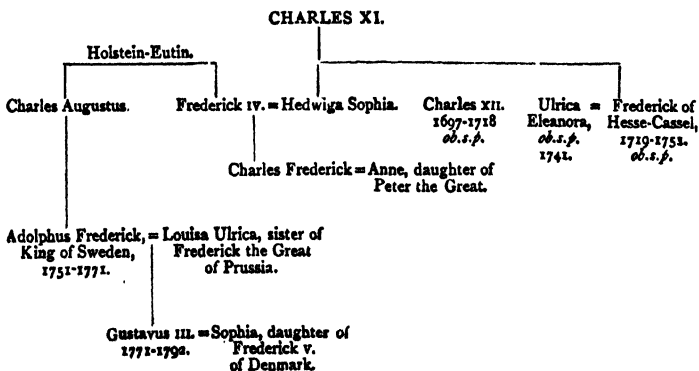 CHARLES XI.
Holstein-Eutin.
Charles Augustus. Frederick IV. = Hedwiga Sophia. Charles XII. Ulrica = Frederick of
1697-1718 Eleanora, Hesse-Cassel,
ob.s.p. ob.s.p. 1719-1751.
1741. ob.s.p.
Charles Frederick = Anne, daughter of
Peter the Great.
Adolphus Frederick, = Louisa Ulrica, sister of
King of Sweden, Frederick the Great
1751-1771. of Prussia.
Gustavus III. = Sophia, daughter of
1771-1792. Frederick V.
of Denmark.